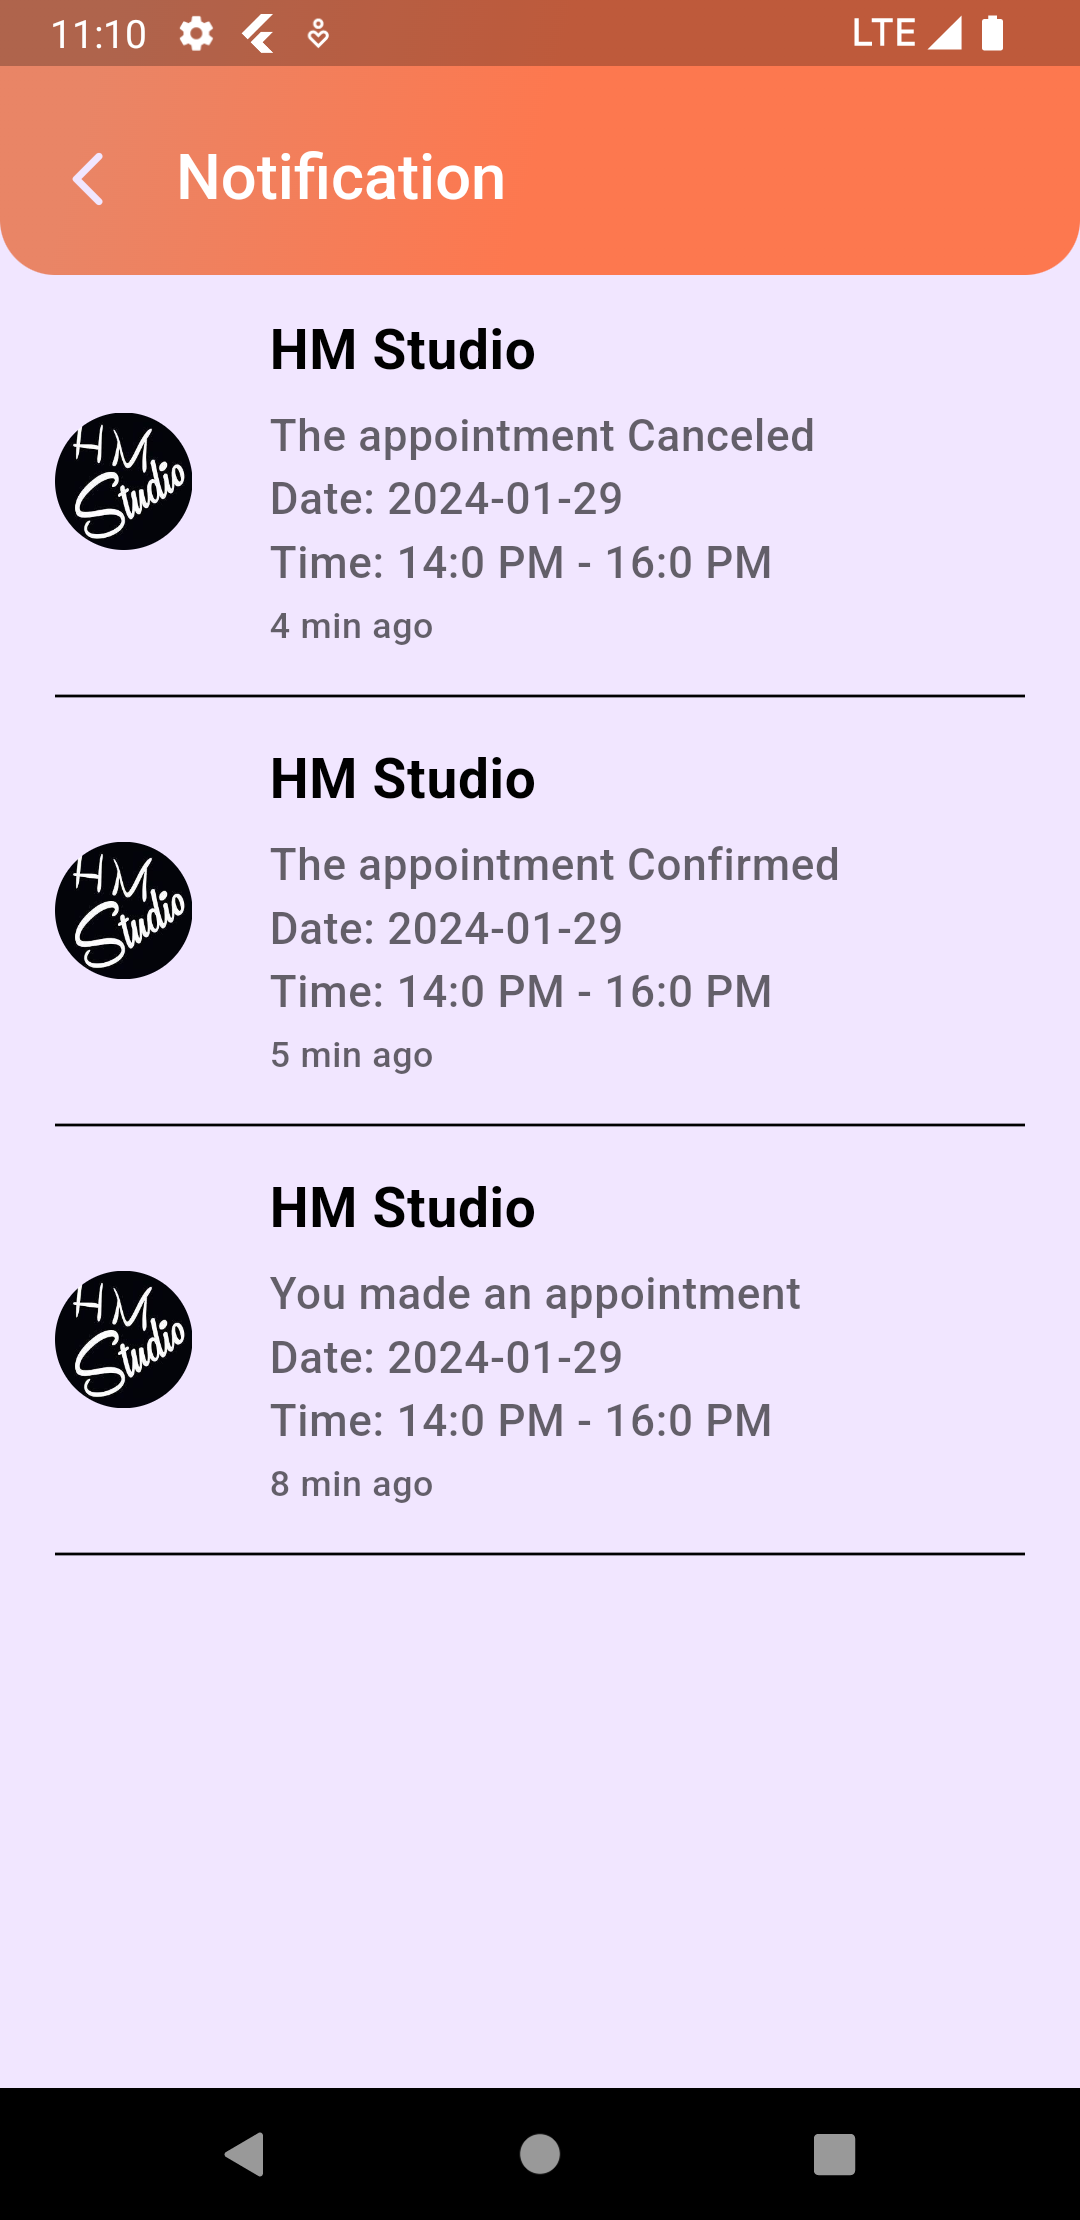 11:10 LTE
Notification
HM Studio
HM
Studio
The appointment Canceled
Date: 2024-01-29
Time: 14:0 PM - 16:0 PM
4 min ago
HM Studio
HM
Studio
The appointment Confirmed
Date: 2024-01-29
Time: 14:0 PM - 16:0 PM
5 min ago
HM Studio
HM
Studio
You made an appointment
Date: 2024-01-29
Time: 14:0 PM - 16:0 PM
8 min ago